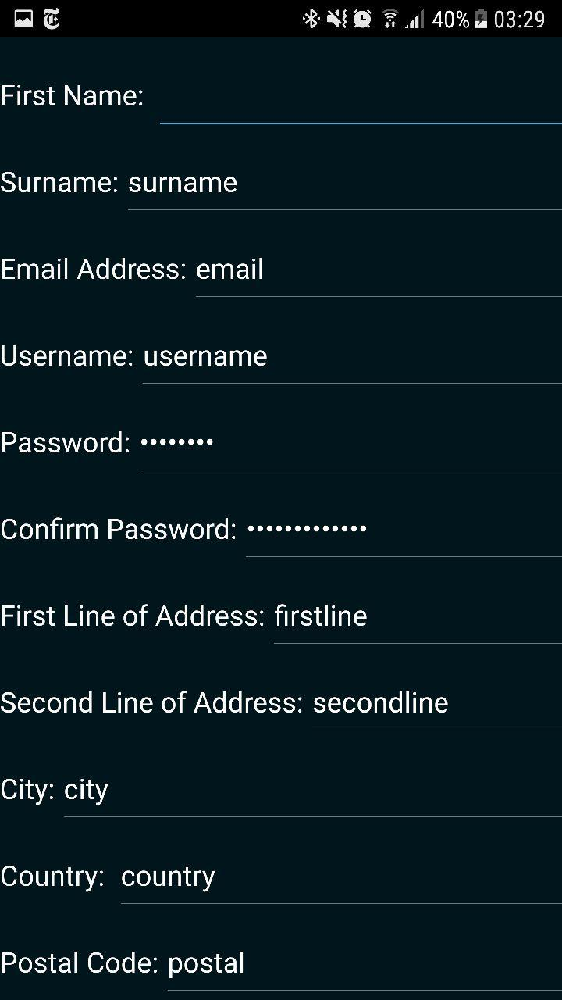 40% 03:29
First Name:
Surname: surname
Email Address: email
Username: username
Password: ••••••••
Confirm Password: •••••••••••••
First Line of Address: firstline
Second Line of Address: secondline
City: city
Country: country
Postal Code: postal